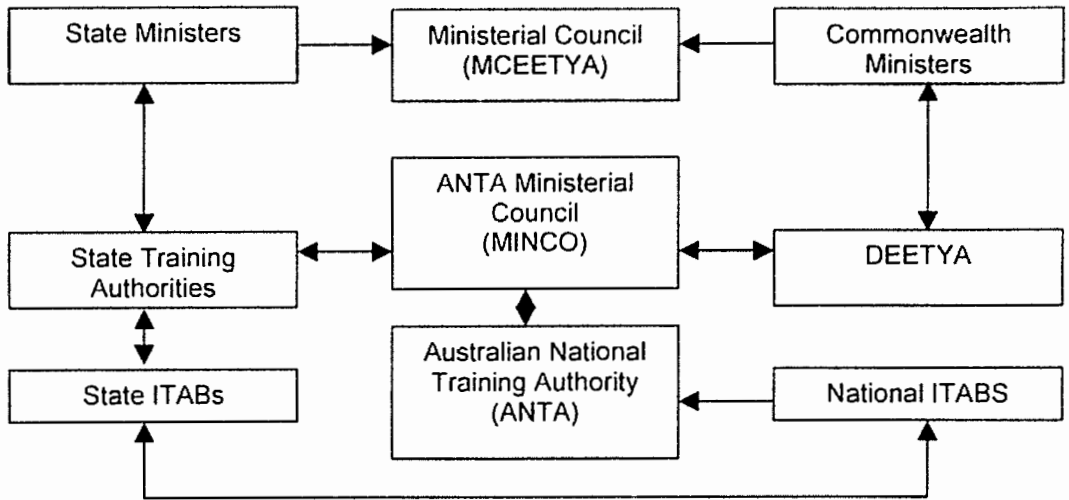 State Ministers
Ministerial Council
(MCEETYA)
Commonwealth
Ministers
ANTA Ministerial
Council
(MINCO)
State Training
Authorities
DEETYA
Australian National
Training Authority
(ANTA)
State ITABs
National ITABS